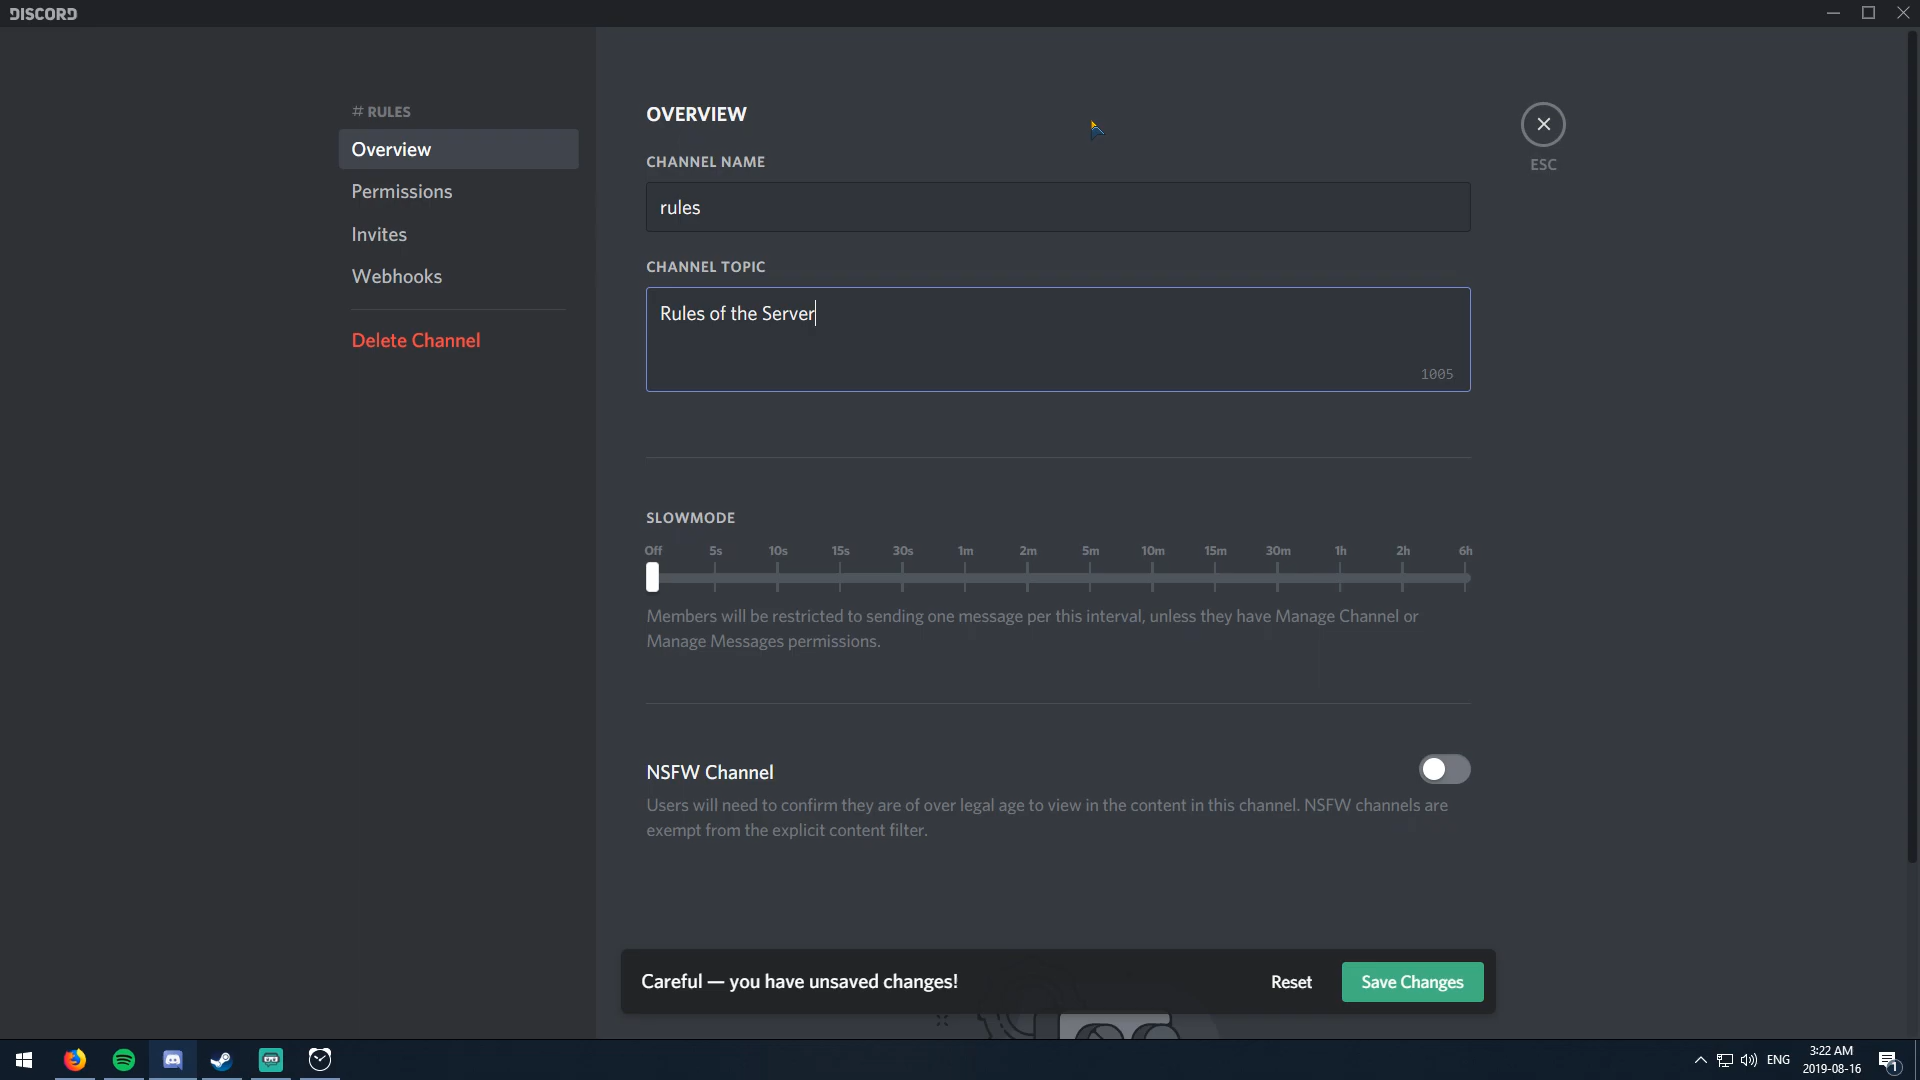 DISCORD
# RULES
Overview
Permissions
Invites
Webhooks
Delete Channel
OVERVIEW
CHANNEL NAME
rules
CHANNEL TOPIC
Rules of the Server
1005
ESC
SLOWMODE
Off 5s 10s 15s 30s 1m 2m 5m 10m 15m 30m 1h 2h 6h
Members will be restricted to sending one message per this interval, unless they have Manage Channel or
Manage Messages permissions.
NSFW Channel
Users will need to confirm they are of over legal age to view in the content in this channel. NSFW channels are
exempt from the explicit content filter.
Careful — you have unsaved changes!
Reset
Save Changes
ENG
3:22 AM
2019-08-16
1